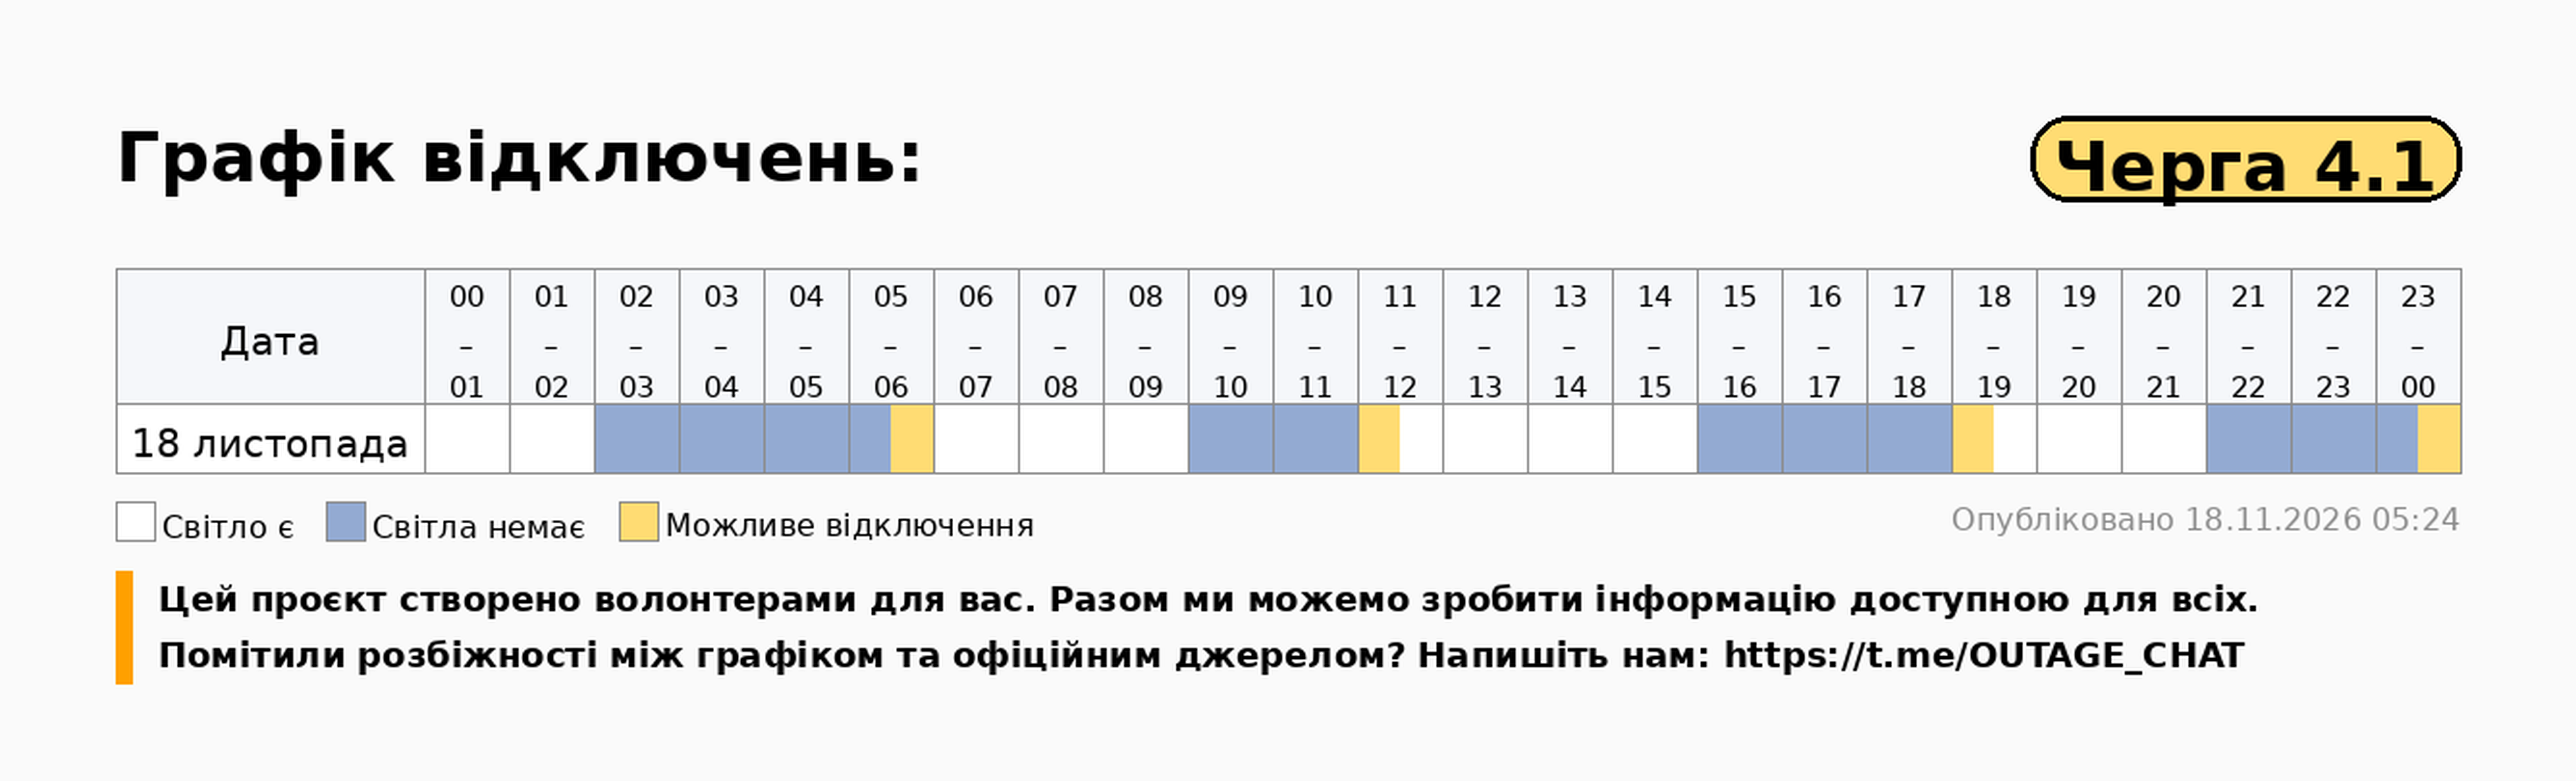 Графік відключень:
Черга 4.1
Дата
00 – 01
01 – 02
02 – 03
03 – 04
04 – 05
05 – 06
06 – 07
07 – 08
08 – 09
09 – 10
10 – 11
11 – 12
12 – 13
13 – 14
14 – 15
15 – 16
16 – 17
17 – 18
18 – 19
19 – 20
20 – 21
21 – 22
22 – 23
23 – 00
18 листопада
Світло є
Світла немає
Можливе відключення
Опубліковано 18.11.2026 05:24
Цей проєкт створено волонтерами для вас. Разом ми можемо зробити інформацію доступною для всіх.
Помітили розбіжності між графіком та офіційним джерелом? Напишіть нам: https://t.me/OUTAGE_CHAT